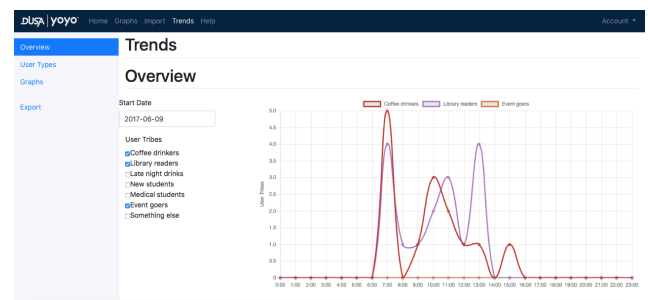 DUSA yoyo Home Graphs Import Trends Help Account
Overview
User Types
Graphs
Export
Trends
Overview
Start Date
2017-06-09
User Tribes
Coffee drinkers
Library readers
Late night drinks
New students
Medical students
Event goers
Something else
Coffee drinkers Library readers Event goers
User Tribes
5.0
4.5
4.0
3.5
3.0
2.5
2.0
1.5
1.0
0.5
0
0:00 1:00 2:00 3:00 4:00 5:00 6:00 7:00 8:00 9:00 10:00 11:00 12:00 13:00 14:00 15:00 16:00 17:00 18:00 19:00 20:00 21:00 22:00 23:00